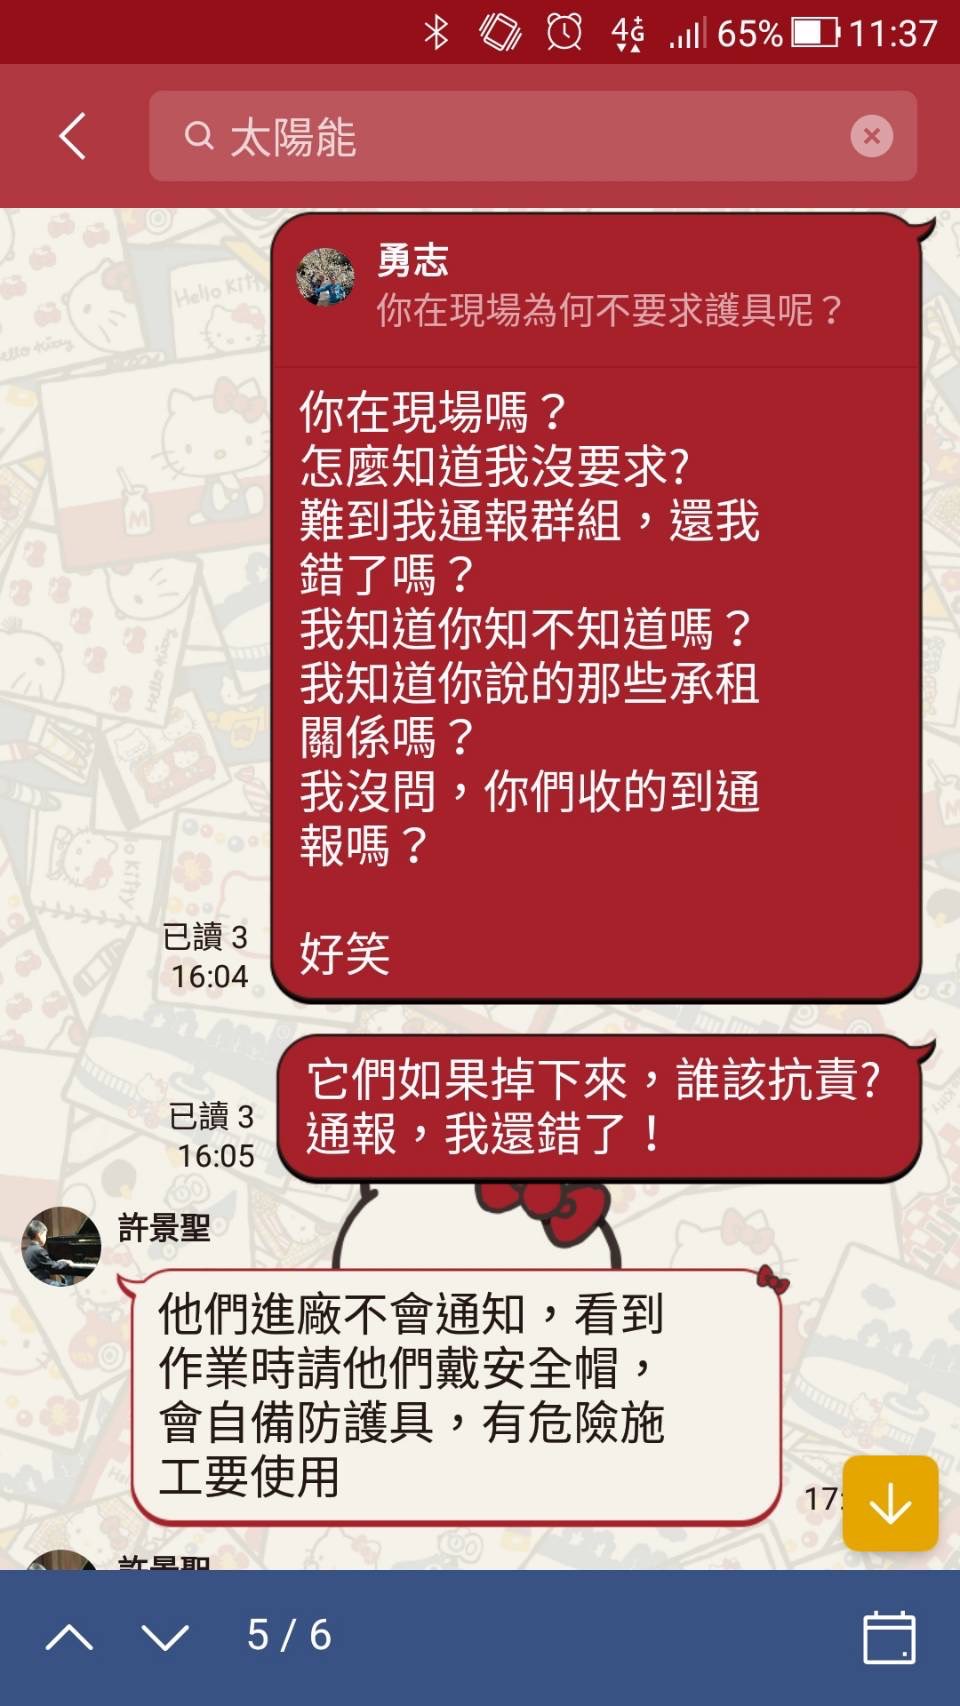 4G 65% 11:37
太陽能
勇志
你在現場為何不要求護具呢？
你在現場嗎？
怎麼知道我沒要求?
難到我通報群組，還我
錯了嗎？
我知道你知不知道嗎？
我知道你說的那些承租
關係嗎？
我沒問，你們收的到通
報嗎？
好笑
已讀 3
16:04
它們如果掉下來，誰該抗責?
通報，我還錯了！
已讀 3
16:05
許景聖
他們進廠不會通知，看到
作業時請他們戴安全帽，
會自備防護具，有危險施
工要使用
17:
許景聖
5 / 6